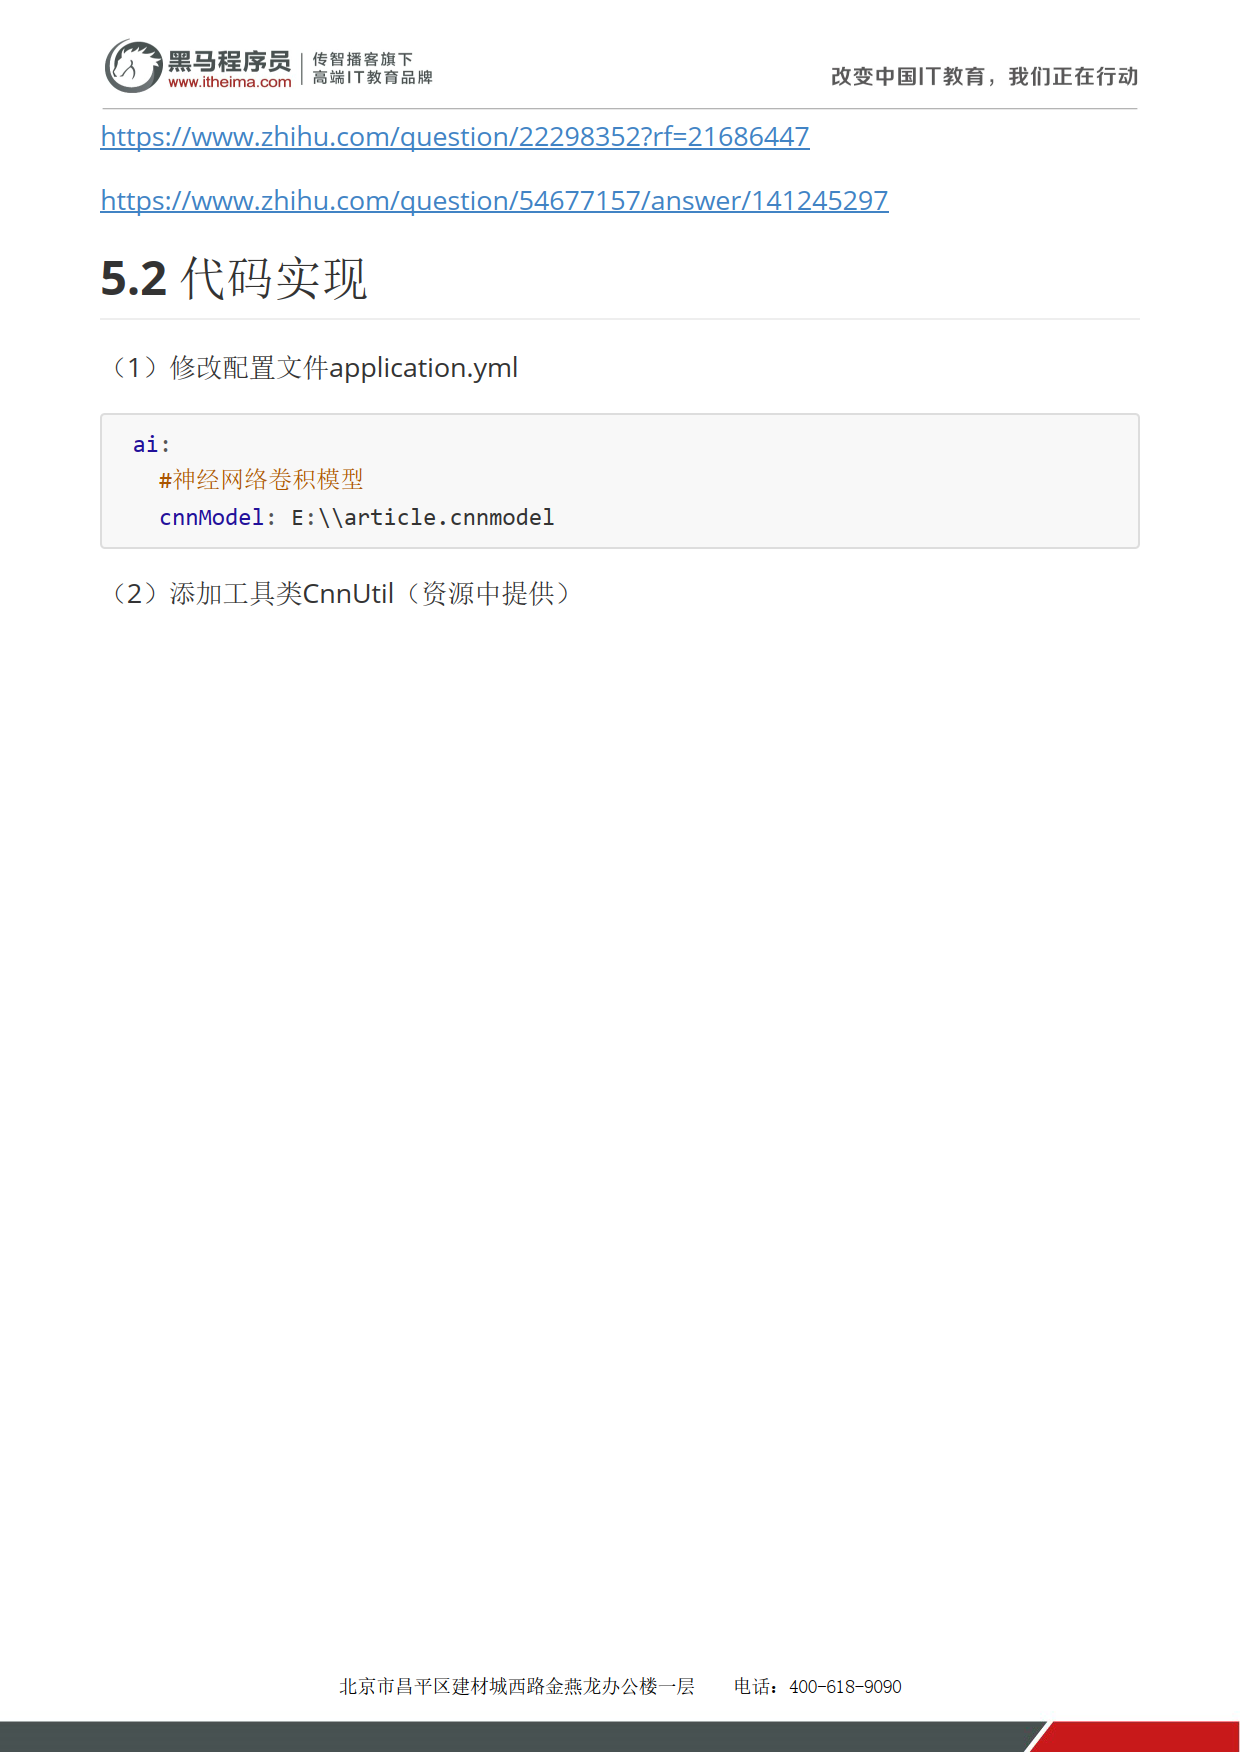 黑马程序员
www.itheima.com
传智播客旗下
高端IT教育品牌
改变中国IT教育，我们正在行动
https://www.zhihu.com/question/22298352?rf=21686447
https://www.zhihu.com/question/54677157/answer/141245297
5.2 代码实现
（1）修改配置文件application.yml
ai:
  #神经网络卷积模型
  cnnModel: E:\\article.cnnmodel
（2）添加工具类CnnUtil（资源中提供）
北京市昌平区建材城西路金燕龙办公楼一层 电话：400-618-9090